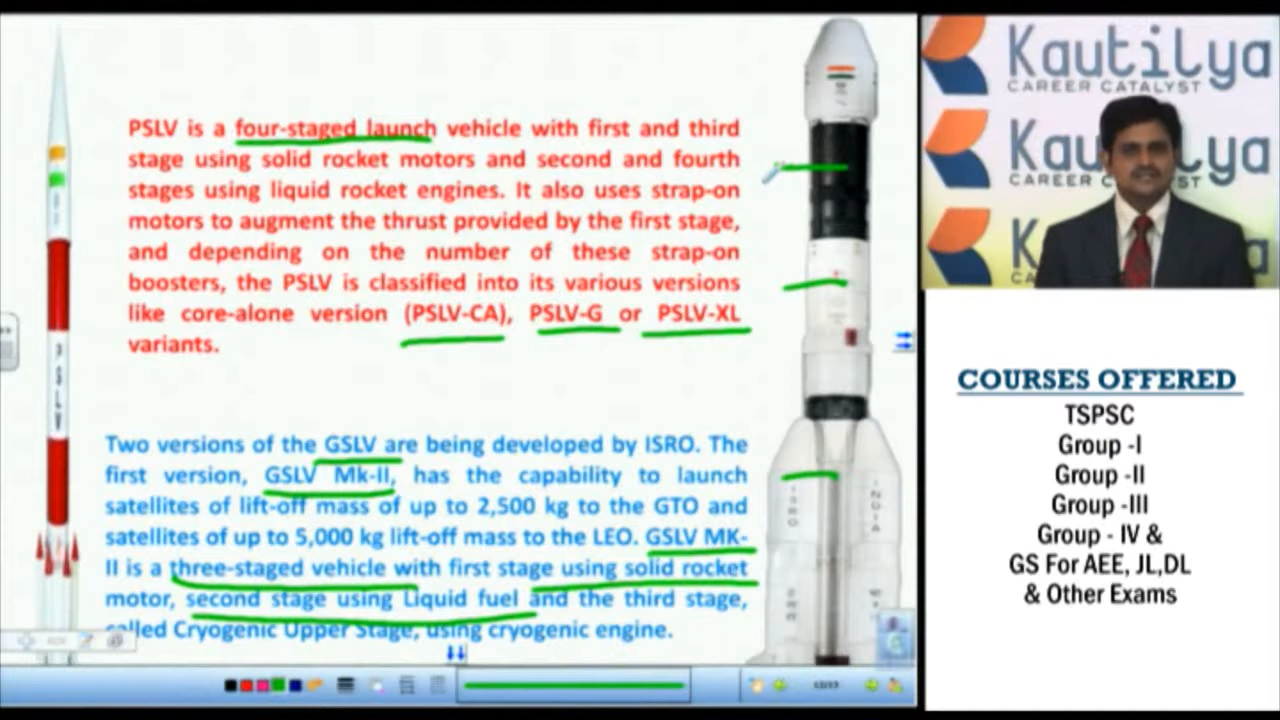 PSLV is a four-staged launch vehicle with first and third
stage using solid rocket motors and second and fourth
stages using liquid rocket engines. It also uses strap-on
motors to augment the thrust provided by the first stage,
and depending on the number of these strap-on
boosters, the PSLV is classified into its various versions
like core-alone version (PSLV-CA), PSLV-G or PSLV-XL
variants.
Two versions of the GSLV are being developed by ISRO. The
first version, GSLV Mk-II, has the capability to launch
satellites of lift-off mass of up to 2,500 kg to the GTO and
satellites of up to 5,000 kg lift-off mass to the LEO. GSLV MK-
II is a three-staged vehicle with first stage using solid rocket
motor, second stage using Liquid fuel and the third stage,
called Cryogenic Upper Stage, using cryogenic engine.
PSLV
ISRO
INDIA
Kautilya
CAREER CATALYST
Kautilya
CAREER CATALYST
K
CA
COURSES OFFERED
TSPSC
Group -I
Group -II
Group -III
Group - IV &
GS For AEE, JL,DL
& Other Exams